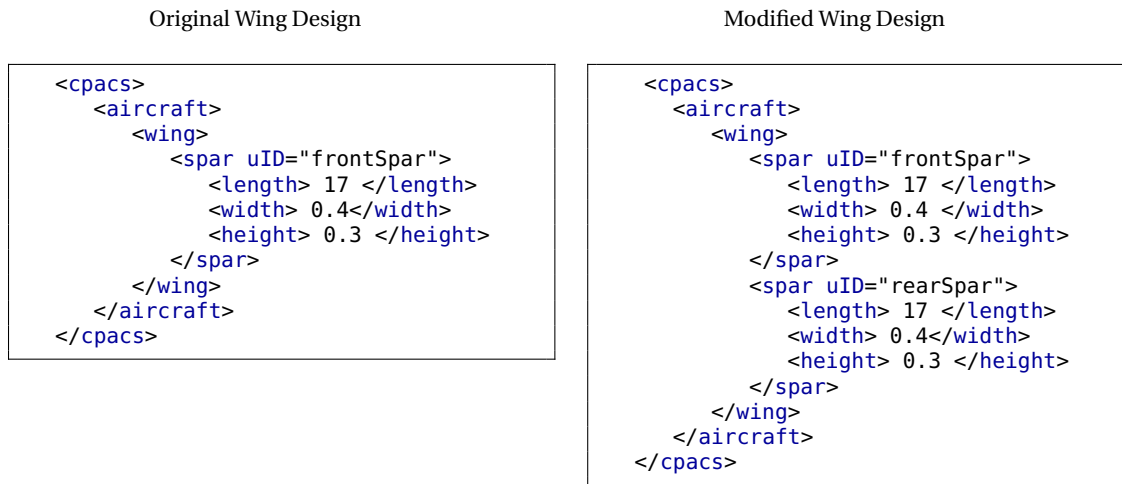 Original Wing Design
<cpacs>
<aircraft>
<wing>
<spar uID="frontSpar">
<length> 17 </length>
<width> 0.4</width>
<height> 0.3 </height>
</spar>
</wing>
</aircraft>
</cpacs>
Modified Wing Design
<cpacs>
<aircraft>
<wing>
<spar uID="frontSpar">
<length> 17 </length>
<width> 0.4 </width>
<height> 0.3 </height>
</spar>
<spar uID="rearSpar">
<length> 17 </length>
<width> 0.4</width>
<height> 0.3 </height>
</spar>
</wing>
</aircraft>
</cpacs>